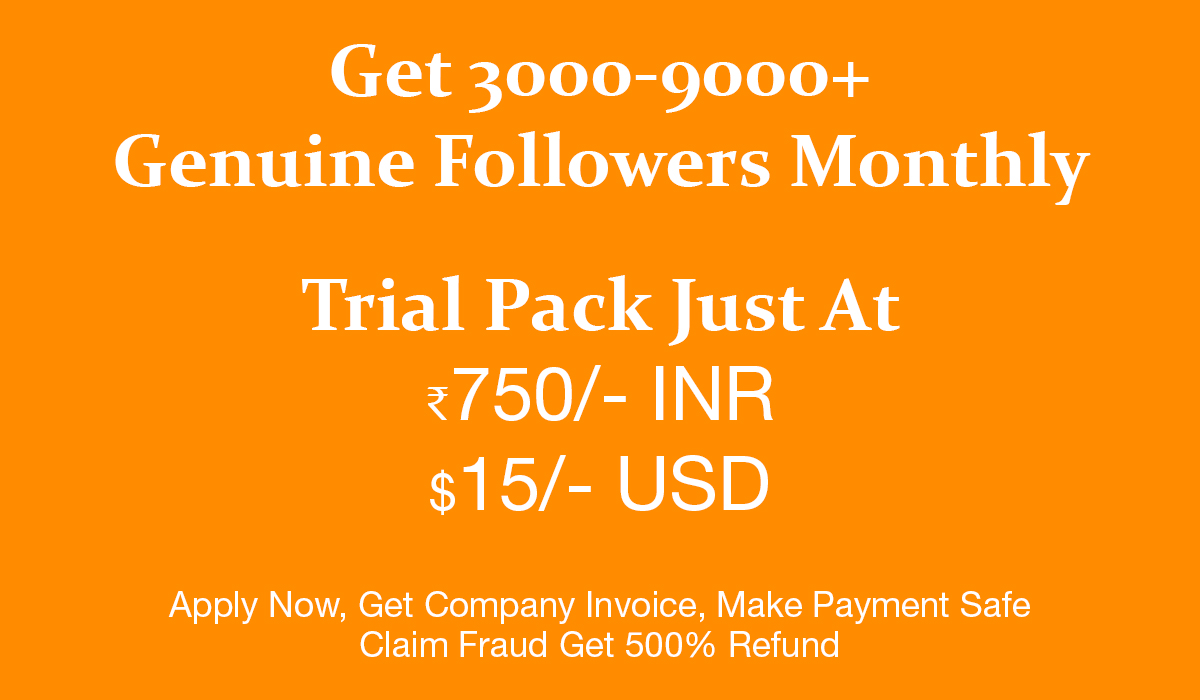 Get 3000-9000+
Genuine Followers Monthly
Trial Pack Just At
₹750/- INR
$15/- USD
Apply Now, Get Company Invoice, Make Payment Safe
Claim Fraud Get 500% Refund